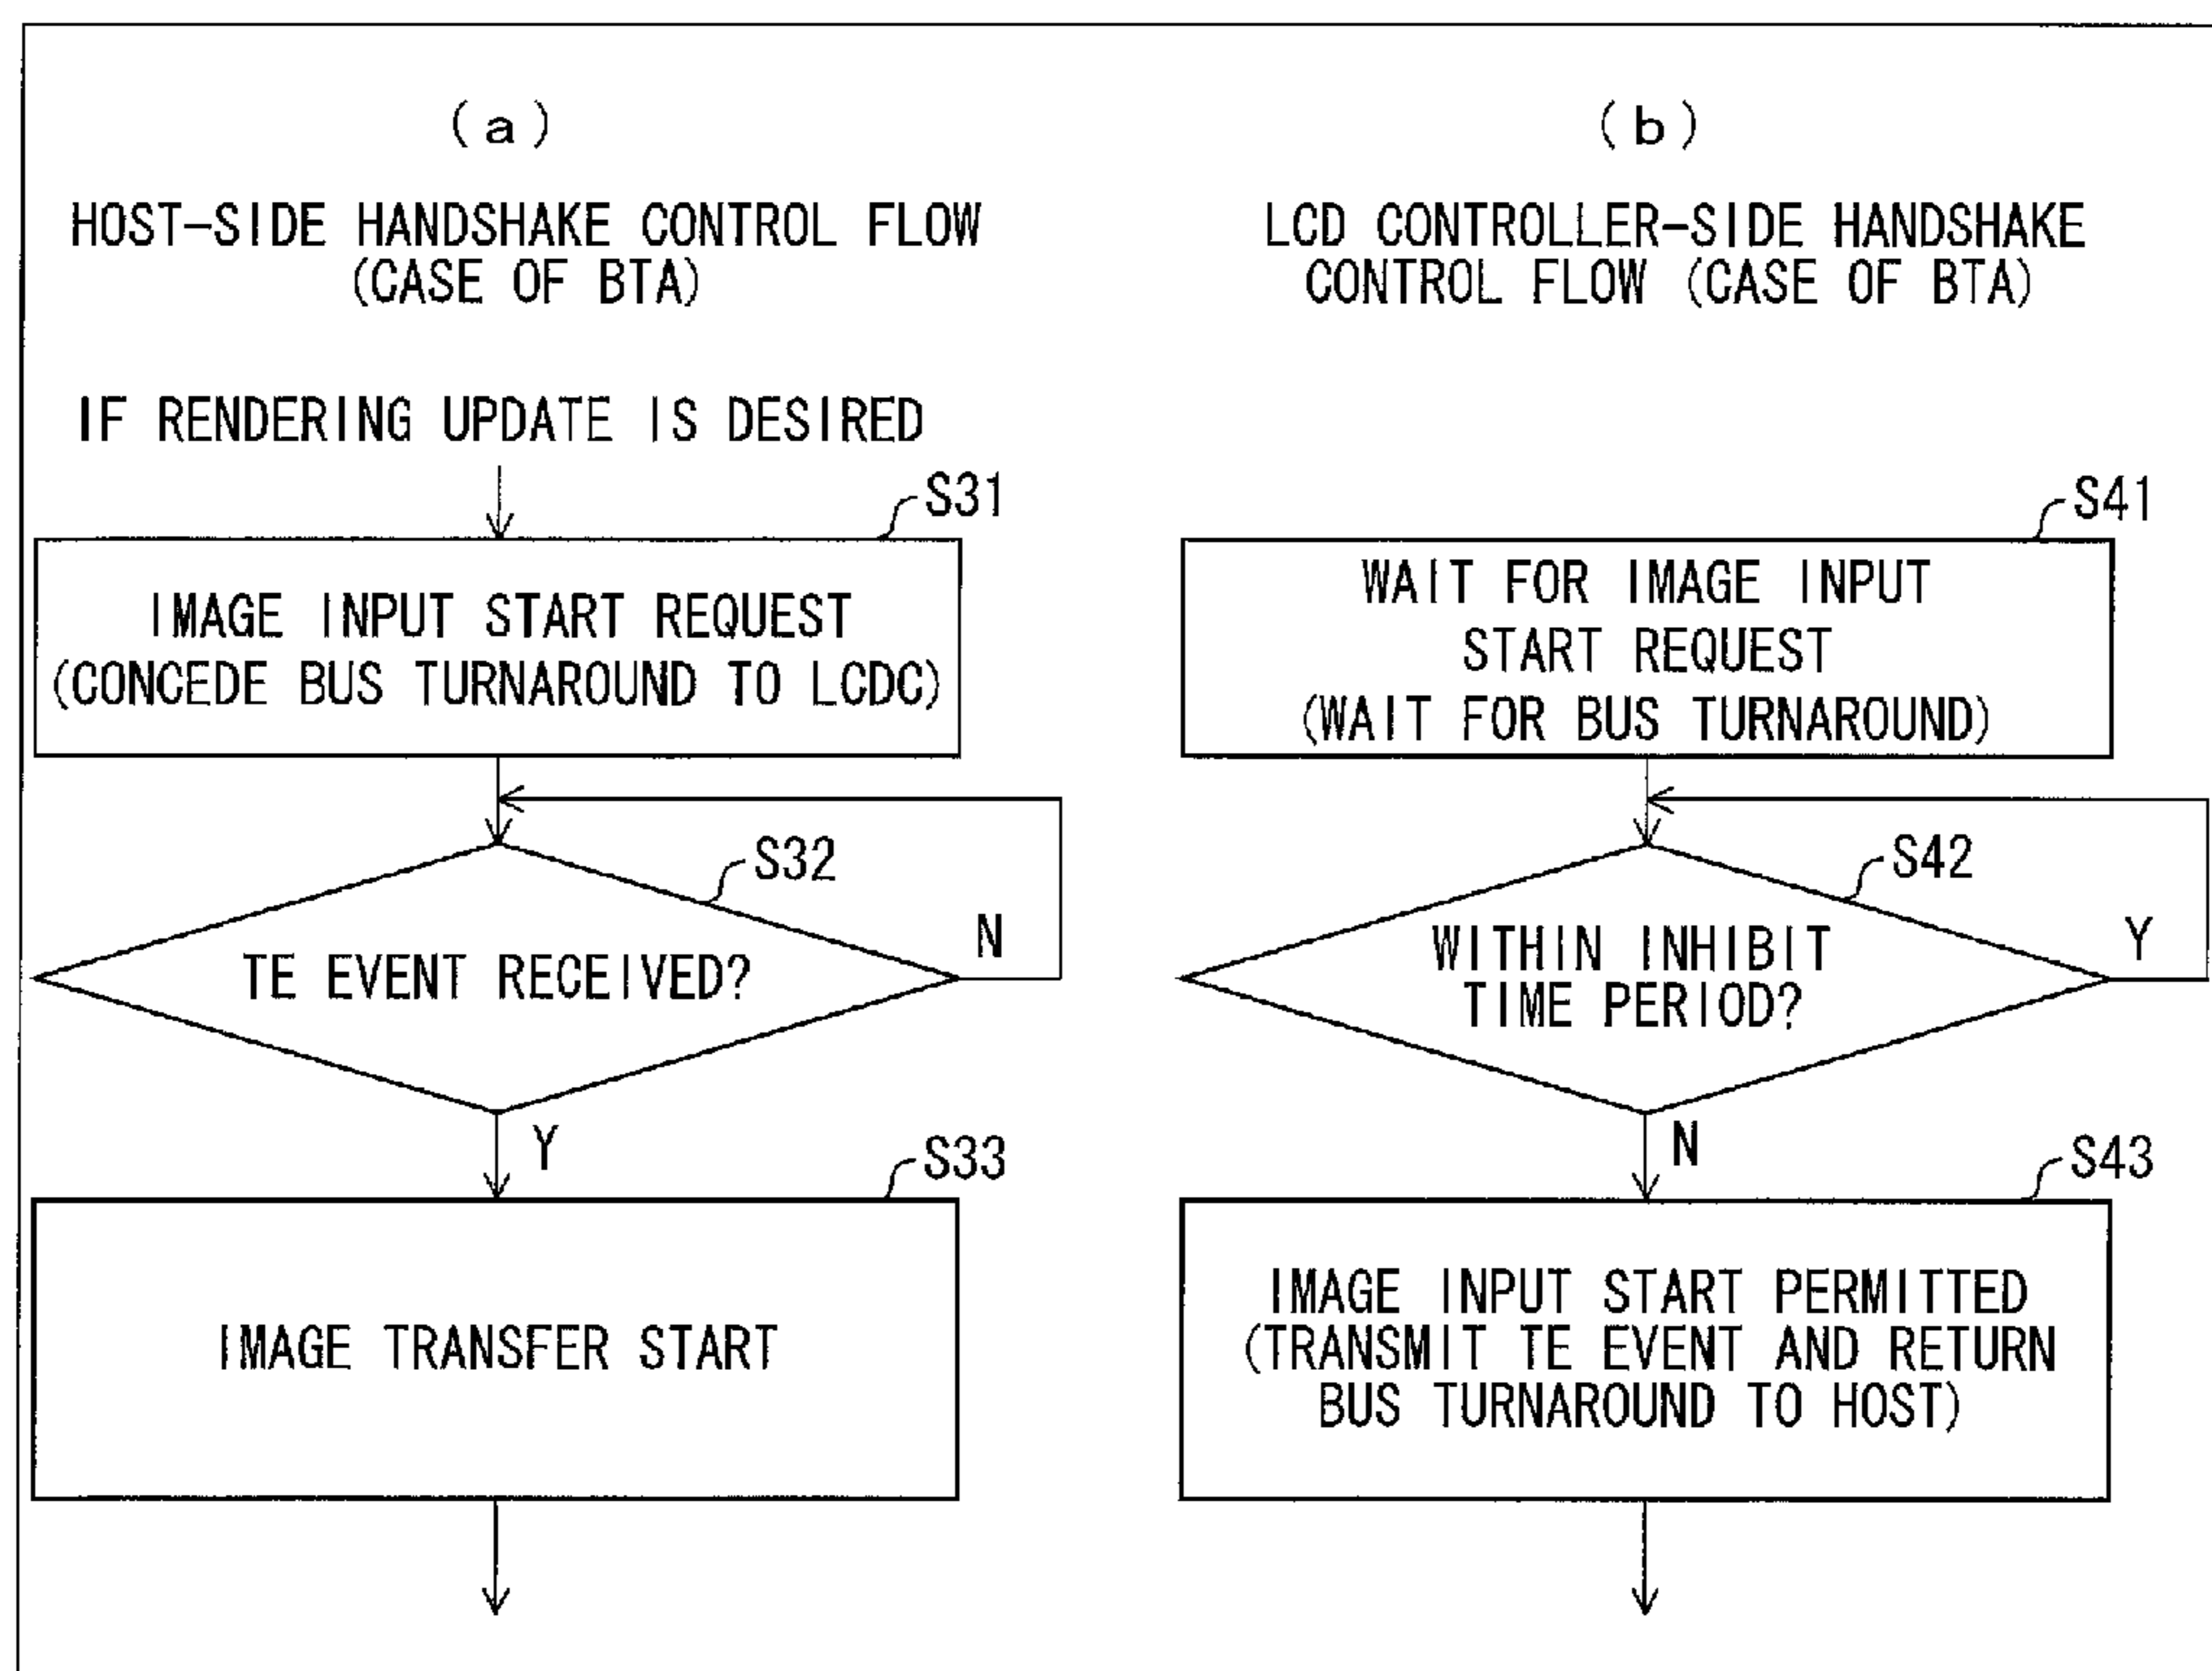 (a)
HOST-SIDE HANDSHAKE CONTROL FLOW
(CASE OF BTA)
IF RENDERING UPDATE IS DESIRED
S31
IMAGE INPUT START REQUEST
(CONCEDE BUS TURNAROUND TO LCDC)
S32
TE EVENT RECEIVED?
N
Y
S33
IMAGE TRANSFER START
(b)
LCD CONTROLLER-SIDE HANDSHAKE
CONTROL FLOW (CASE OF BTA)
S41
WAIT FOR IMAGE INPUT
START REQUEST
(WAIT FOR BUS TURNAROUND)
S42
WITHIN INHIBIT
TIME PERIOD?
Y
N
S43
IMAGE INPUT START PERMITTED
(TRANSMIT TE EVENT AND RETURN
BUS TURNAROUND TO HOST)